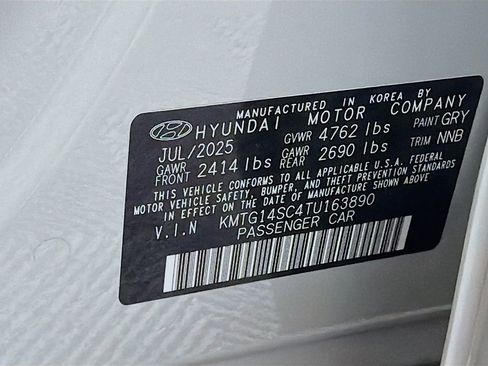 MANUFACTURED IN KOREA BY
HYUNDAI MOTOR COMPANY
JUL/2025 GVWR 4762 lbs PAINT GRY
GAWR FRONT 2414 lbs GAWR REAR 2690 lbs TRIM NNB
THIS VEHICLE CONFORMS TO ALL APPLICABLE U.S.A. FEDERAL
MOTOR VEHICLE SAFETY, BUMPER, AND THEFT PREVENTION STANDARDS
IN EFFECT ON THE DATE OF MANUFACTURE SHOWN ABOVE
V.I.N KMTG14SC4TU163890
PASSENGER CAR